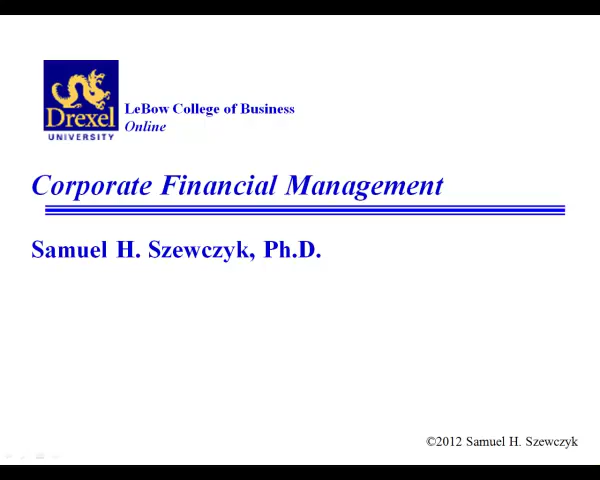 Drexel
UNIVERSITY
LeBow College of Business
Online
Corporate Financial Management
Samuel H. Szewczyk, Ph.D.
©2012 Samuel H. Szewczyk